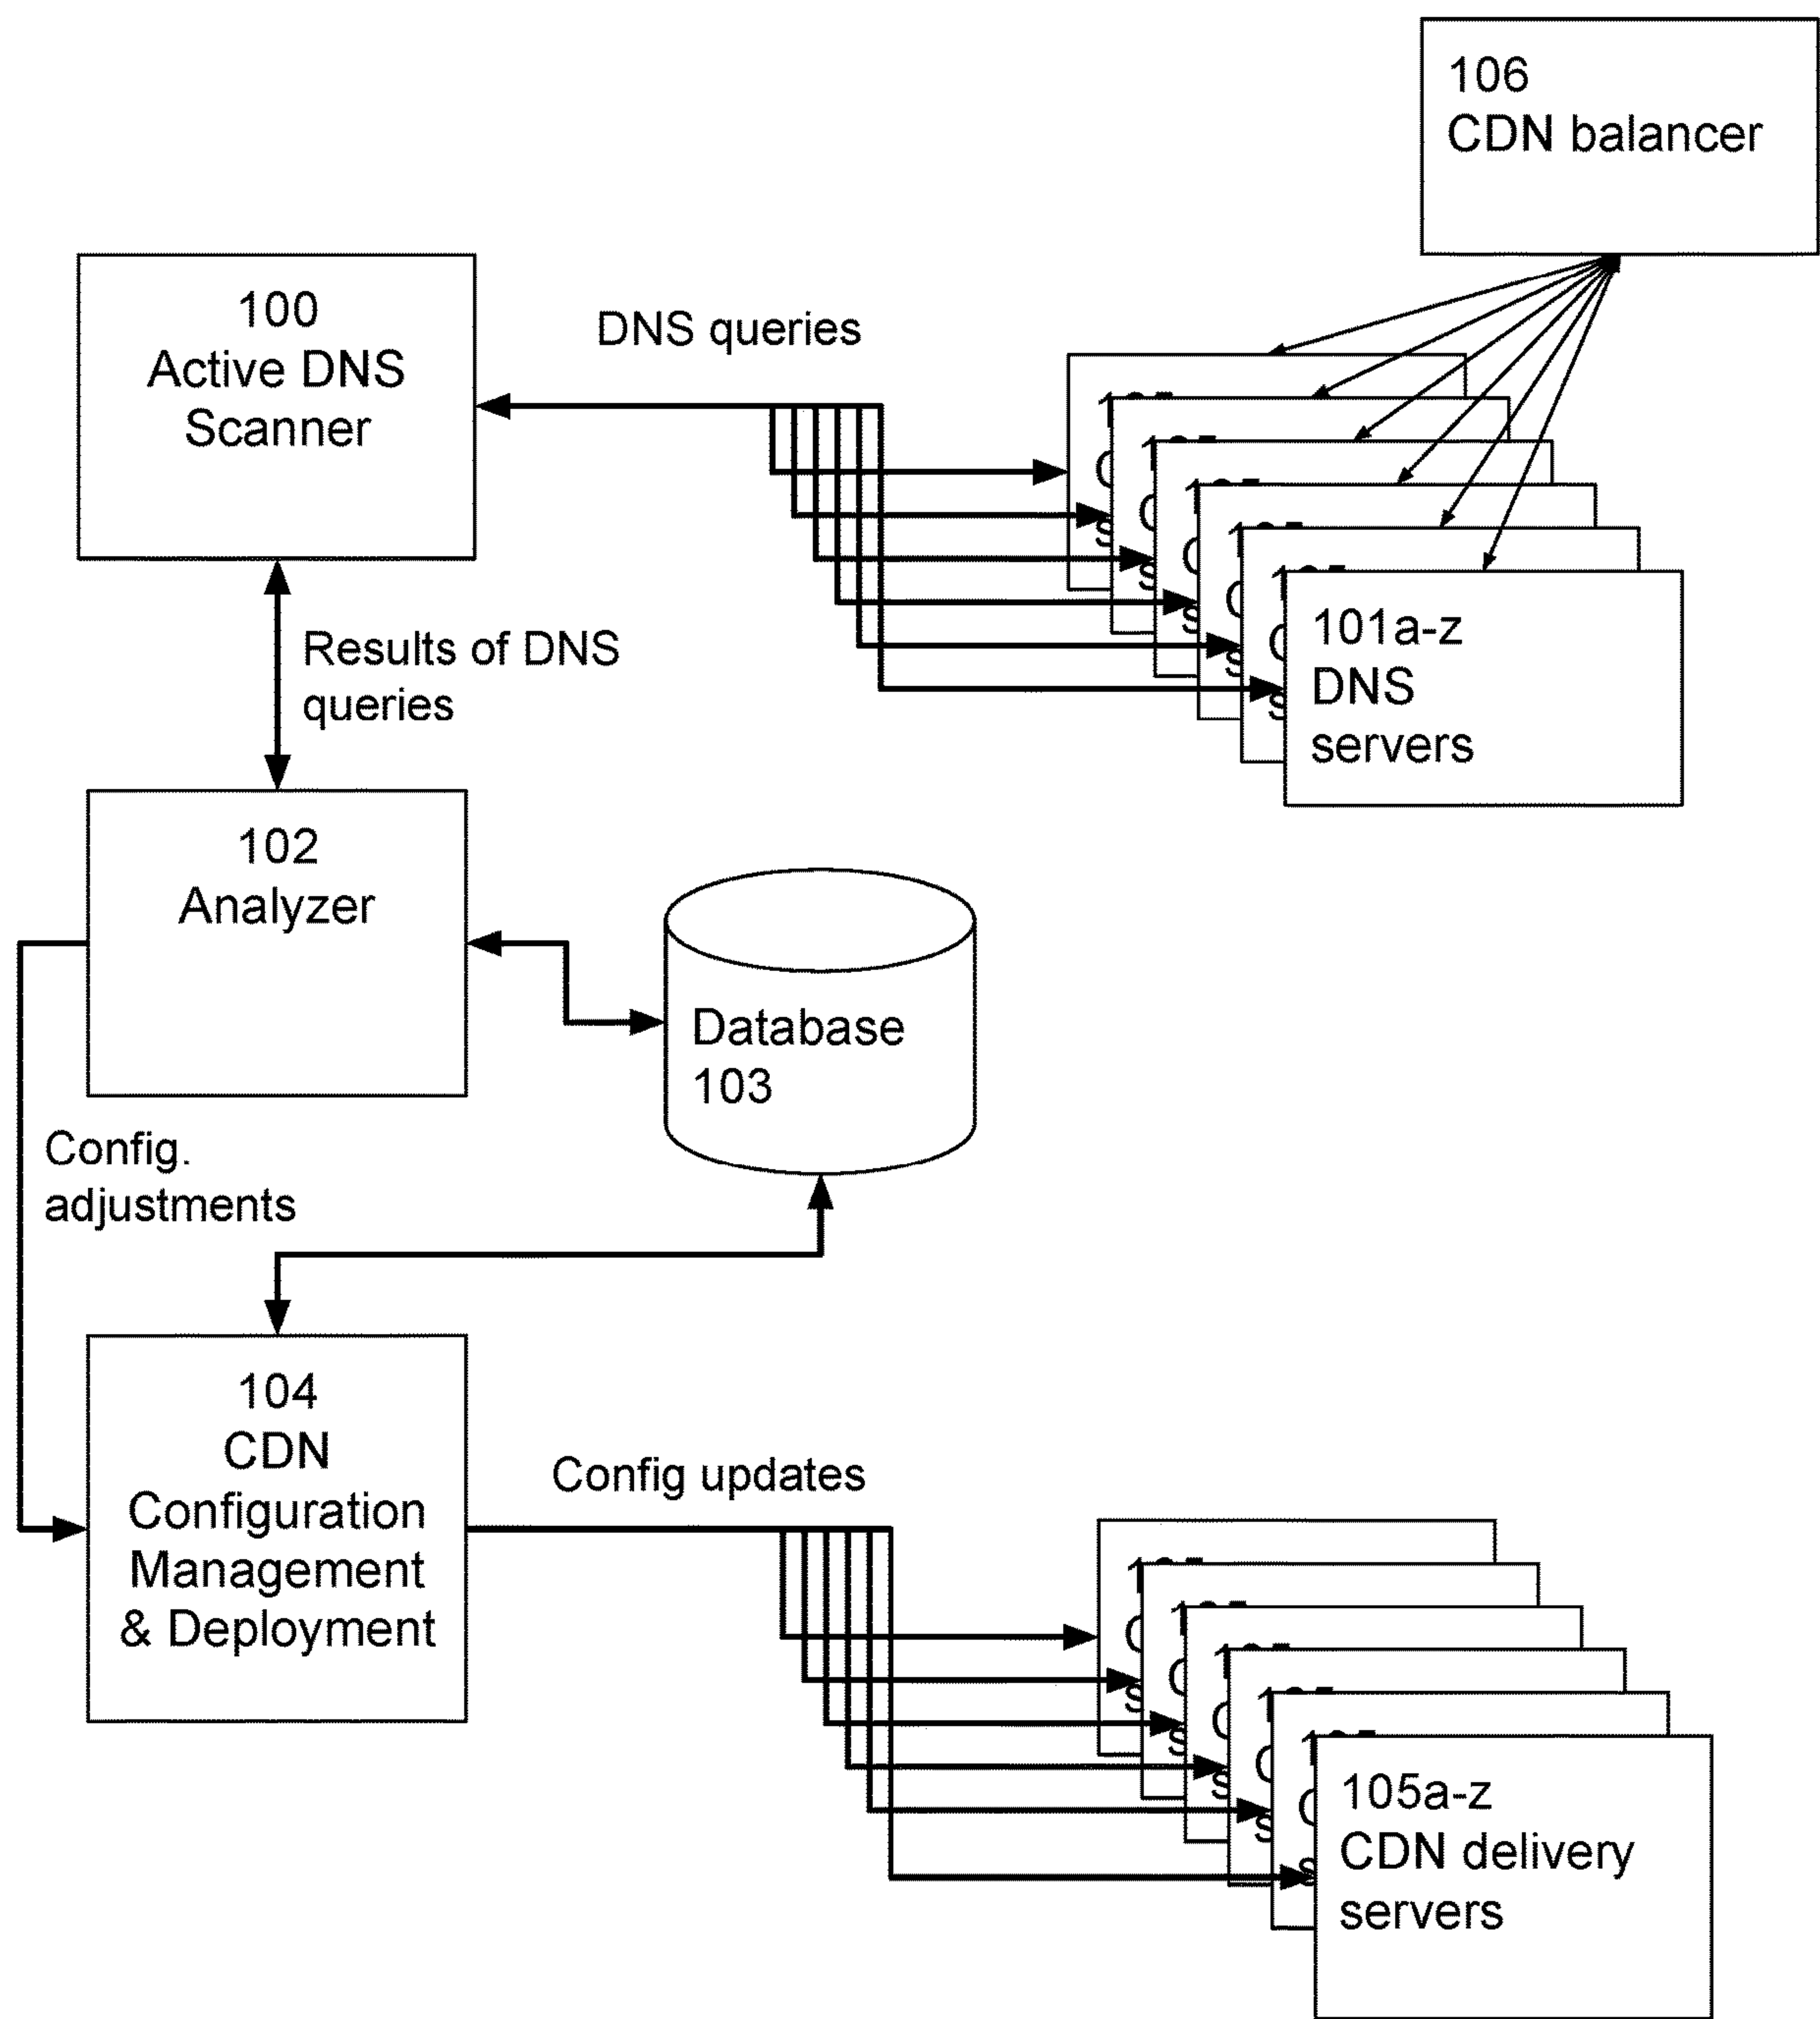 106
CDN balancer
100
Active DNS
Scanner
DNS queries
101a-z
DNS
servers
Results of DNS
queries
102
Analyzer
Database
103
Config.
adjustments
104
CDN
Configuration
Management
& Deployment
Config updates
105a-z
CDN delivery
servers